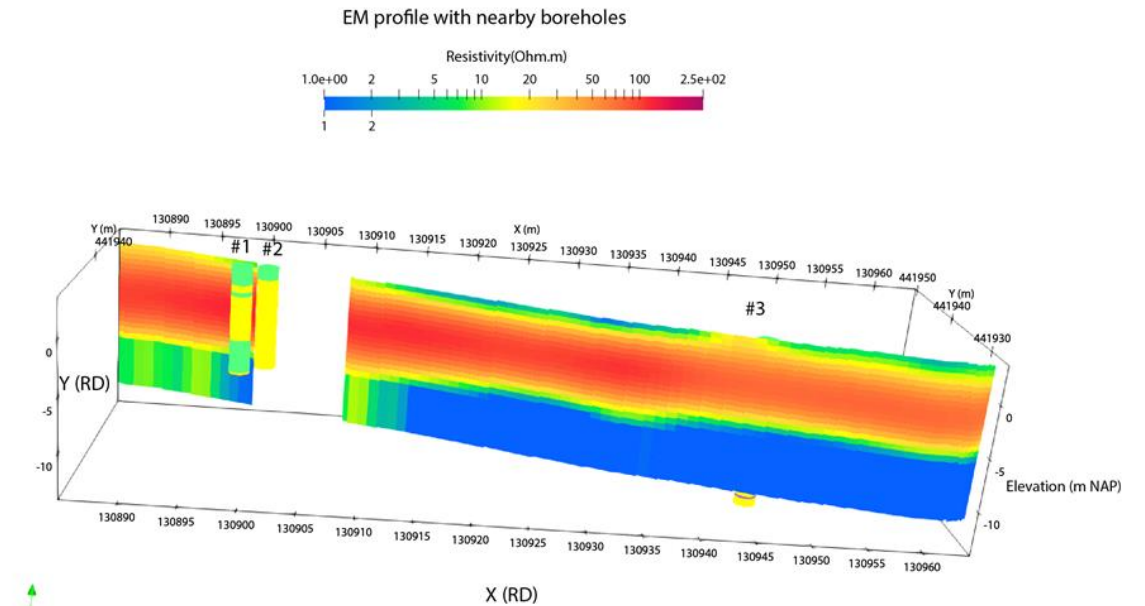 EM profile with nearby boreholes
Resistivity(Ohm.m)
1.0e+00 2 5 10 20 50 100 2.5e+02
1 2
Y (m) 130890 130895 130900 130905 130910 130915 130920 130925 130930 130935 130940 130945 130950 130955 130960 441950
X (m)
441940
#1 #2
Y (m)
441940
#3
441930
0
-5
-10
Y (RD)
0
-5
-10
Elevation (m NAP)
130890 130895 130900 130905 130910 130915 130920 130925 130930 130935 130940 130945 130950 130955 130960
X (RD)